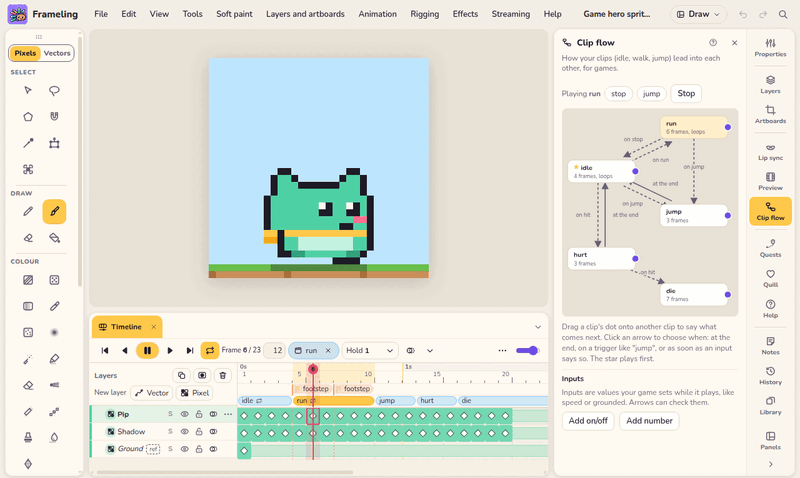 Frameling File Edit View Tools Soft paint Layers and artboards Animation Rigging Effects Streaming Help Game hero sprit... Draw
Pixels Vectors
SELECT
DRAW
COLOUR
Clip flow
How your clips (idle, walk, jump) lead into each
other, for games.
Playing run stop jump Stop
run
6 frames, loops
on stop
on run
on jump
idle
4 frames, loops
at the end
on jump
on hit
at the end
jump
3 frames
hurt
3 frames
on hit
die
7 frames
Drag a clip's dot onto another clip to say what
comes next. Click an arrow to choose when: at the
end, on a trigger like "jump", or as soon as an input
says so. The star plays first.
Inputs
Inputs are values your game sets while it plays, like
speed or grounded. Arrows can check them.
Add on/off Add number
Properties
Layers
Artboards
Lip sync
Preview
Clip flow
Quests
Quill
Help
Notes
History
Library
Panels
Timeline
Frame 6 / 23 12 run Hold 1
Layers
New layer Vector Pixel
0s 1s
1 5 6 10 15 20
footstep footstep
idle run jump hurt die
Pip S
Shadow S
Ground ref S